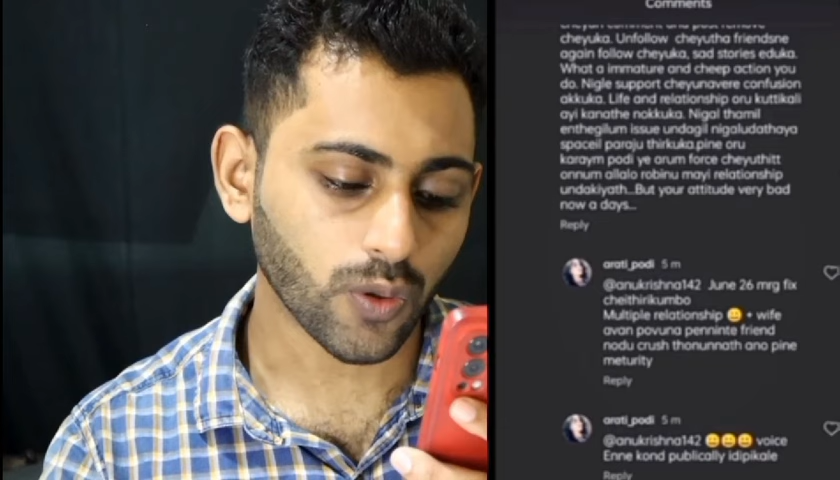 Comments
cheyan comment and post remove
cheyuka. Unfollow cheyutha friendsne
again follow cheyuka, sad stories eduka.
What a immature and cheep action you
do. Nigle support cheyunavere confusion
akkuka. Life and relationship oru kuttikali
ayi kanathe nokkuka. Nigal thamil
enthegilum issue undagil nigaludathaya
spaceil paraju thirkuka.pine oru
karaym podi ye arum force cheyuthitt
onnum allalo robinu mayi relationship
undakiyath...But your attitude very bad
now a days...
Reply
arati_podi 5 m
@anukrishna142 June 26 mrg fix
cheithirikumbo
Multiple relationship 😀 + wife
avan povuna penninte friend
nodu crush thonunnath ano pine
meturity
Reply
arati_podi 5 m
@anukrishna142 😀😀😀 voice
Enne kond publically idipikale
Reply